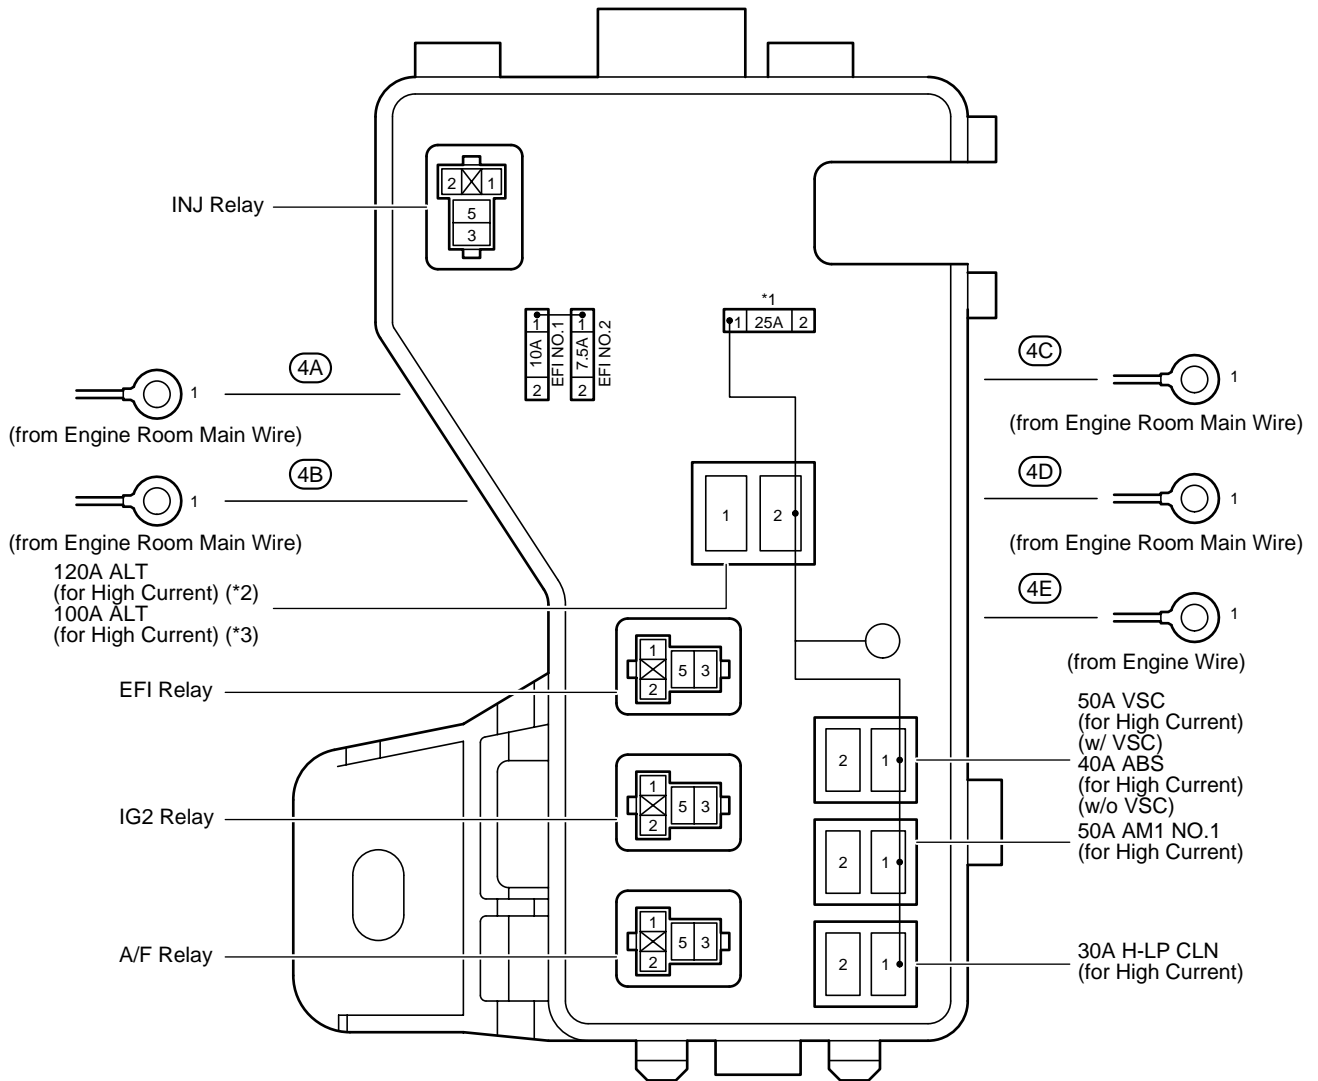 INJ Relay
2 1
5
3
*1
1 25A 2
1 10A 2
EFI NO.1
1 7.5A 2
EFI NO.2
4A
1
(from Engine Room Main Wire)
4B
1
(from Engine Room Main Wire)
4C
1
(from Engine Room Main Wire)
4D
1
(from Engine Room Main Wire)
4E
1
(from Engine Wire)
1 2
120A ALT
(for High Current) (*2)
100A ALT
(for High Current) (*3)
EFI Relay
1
5 3
2
IG2 Relay
1
5 3
2
A/F Relay
1
5 3
2
2 1
50A VSC
(for High Current)
(w/ VSC)
40A ABS
(for High Current)
(w/o VSC)
2 1
50A AM1 NO.1
(for High Current)
2 1
30A H-LP CLN
(for High Current)